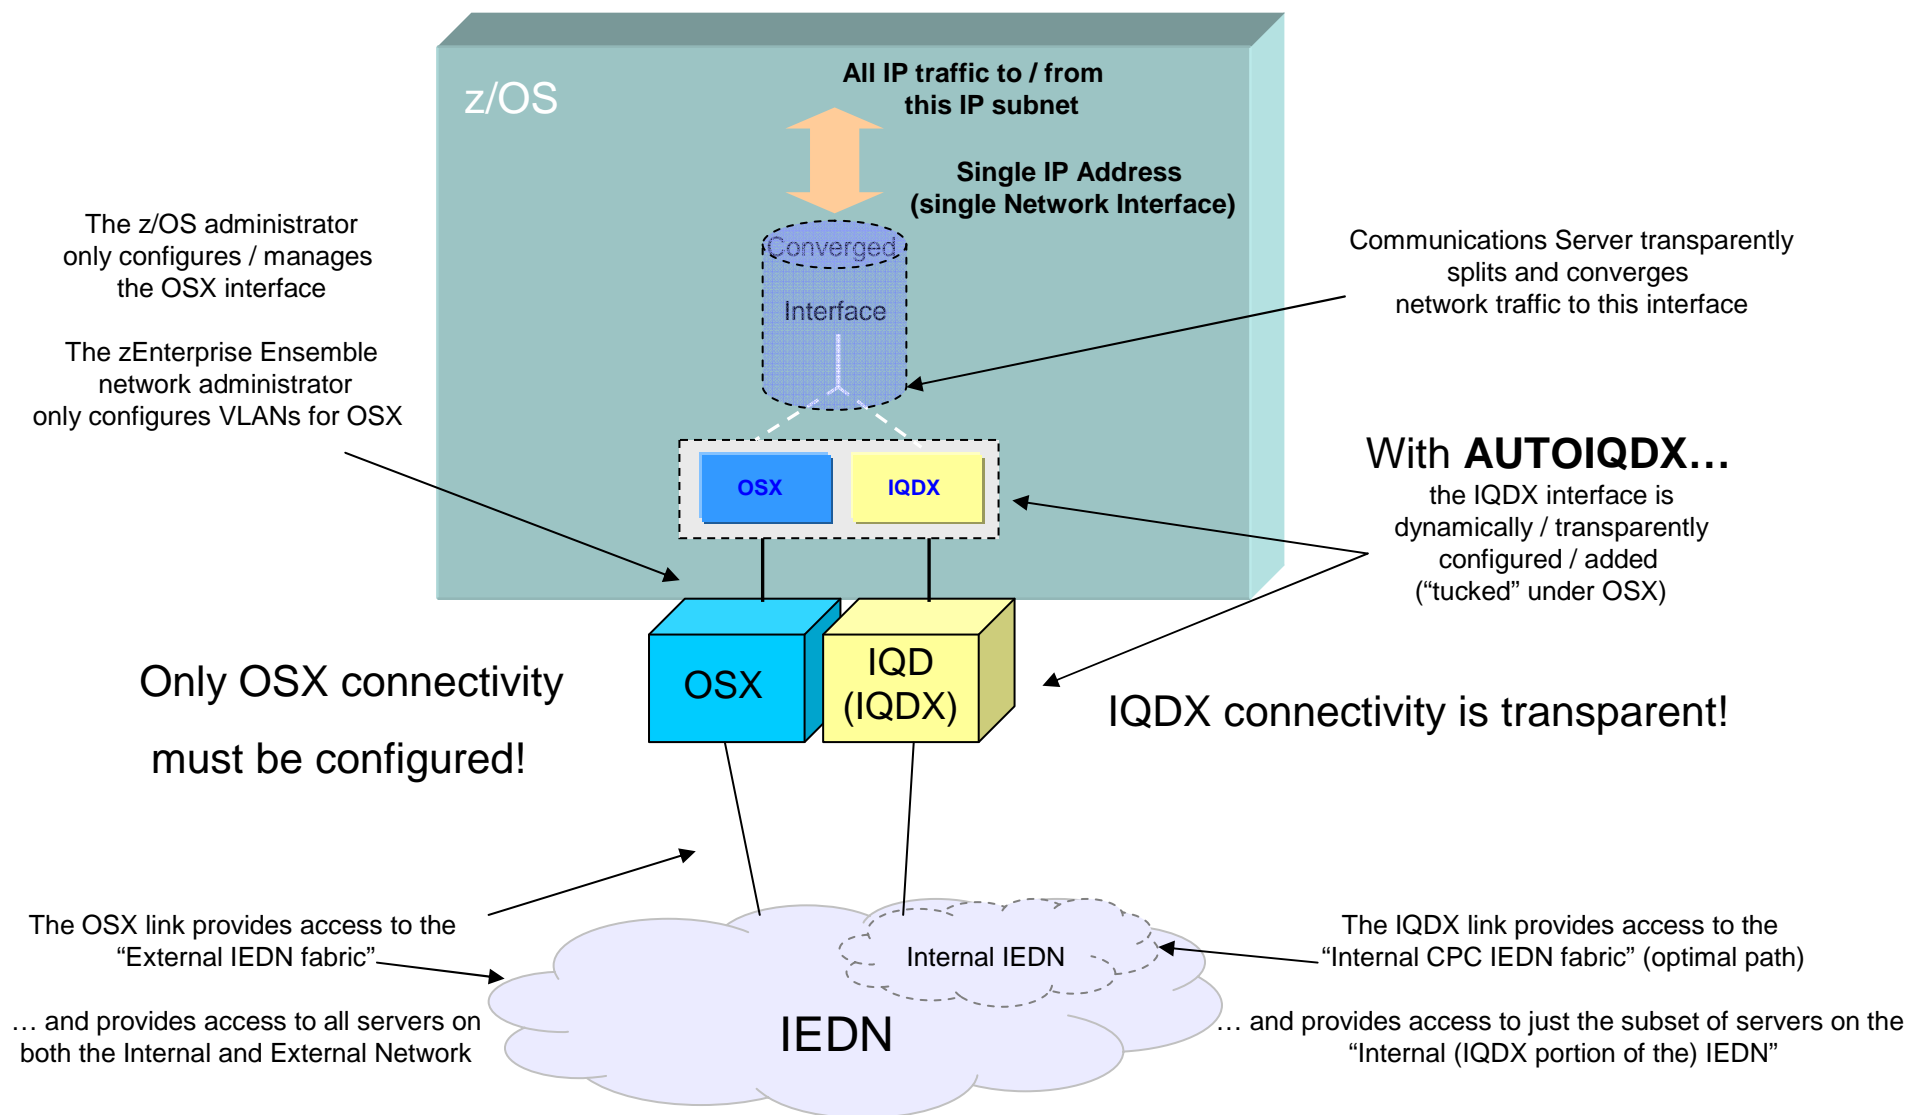 z/OS
All IP traffic to / from
this IP subnet
Single IP Address
(single Network Interface)
Converged
Interface
The z/OS administrator
only configures / manages
the OSX interface
The zEnterprise Ensemble
network administrator
only configures VLANs for OSX
Communications Server transparently
splits and converges
network traffic to this interface
With AUTOIQDX…
the IQDX interface is
dynamically / transparently
configured / added
(“tucked” under OSX)
OSX
IQDX
OSX
IQD
(IQDX)
Only OSX connectivity
must be configured!
IQDX connectivity is transparent!
The OSX link provides access to the
“External IEDN fabric”
… and provides access to all servers on
both the Internal and External Network
Internal IEDN
IEDN
The IQDX link provides access to the
“Internal CPC IEDN fabric” (optimal path)
… and provides access to just the subset of servers on the
“Internal (IQDX portion of the) IEDN”